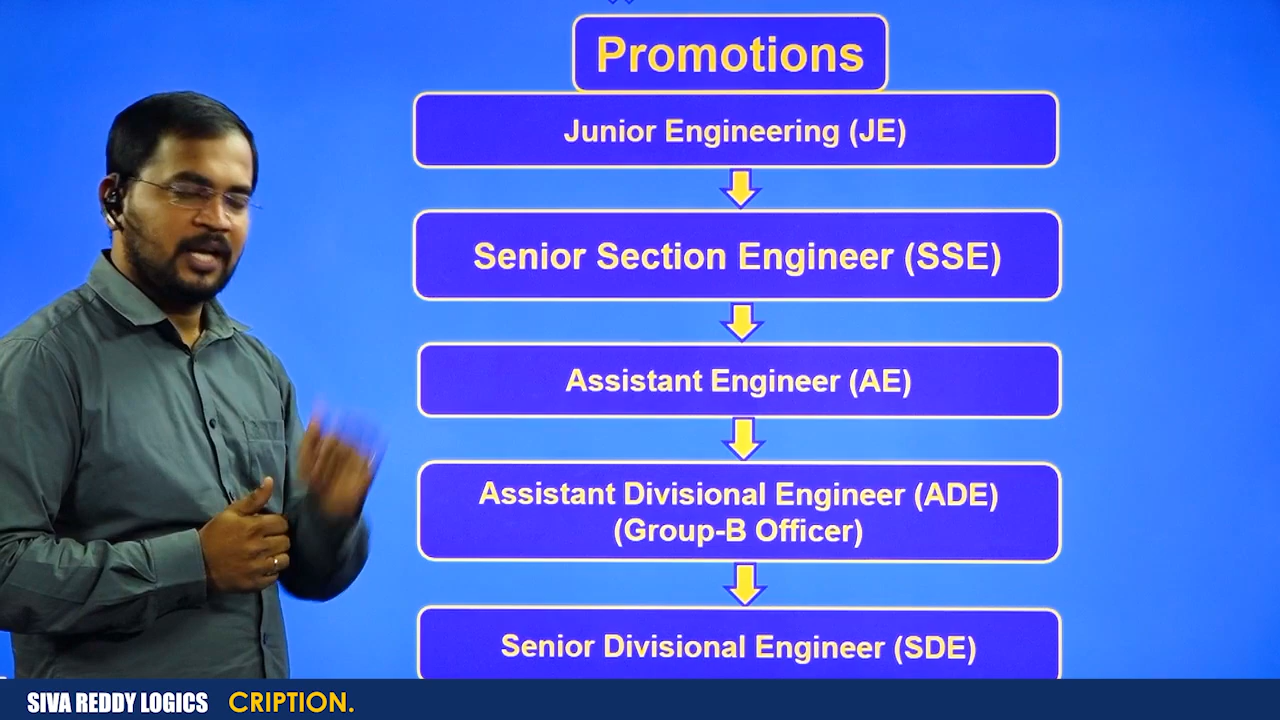 Promotions
Junior Engineering (JE)
Senior Section Engineer (SSE)
Assistant Engineer (AE)
Assistant Divisional Engineer (ADE)
(Group-B Officer)
Senior Divisional Engineer (SDE)
SIVA REDDY LOGICS CRIPTION.